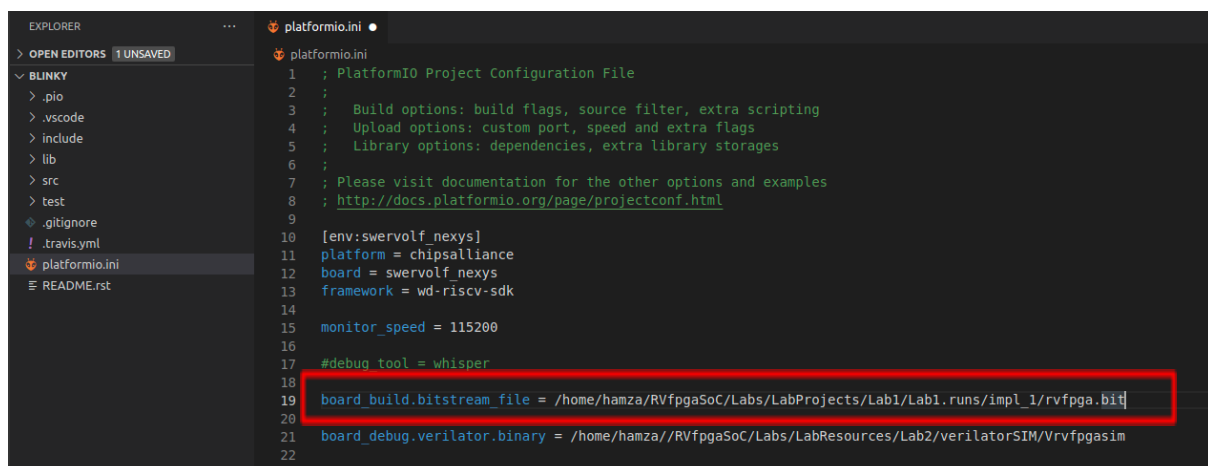 EXPLORER ...
OPEN EDITORS 1 UNSAVED
BLINKY
.pio
.vscode
include
lib
src
test
.gitignore
! .travis.yml
platformio.ini
README.rst
platformio.ini
platformio.ini
1 ; PlatformIO Project Configuration File
2 ;
3 ; Build options: build flags, source filter, extra scripting
4 ; Upload options: custom port, speed and extra flags
5 ; Library options: dependencies, extra library storages
6 ;
7 ; Please visit documentation for the other options and examples
8 ; http://docs.platformio.org/page/projectconf.html
9
10 [env:swervolf_nexys]
11 platform = chipsalliance
12 board = swervolf_nexys
13 framework = wd-riscv-sdk
14
15 monitor_speed = 115200
16
17 #debug_tool = whisper
18
19 board_build.bitstream_file = /home/hamza/RVfpgaSoC/Labs/LabProjects/Lab1/Lab1.runs/impl_1/rvfpga.bit
20
21 board_debug.verilator.binary = /home/hamza//RVfpgaSoC/Labs/LabResources/Lab2/verilatorSIM/Vrvfpgasim
22